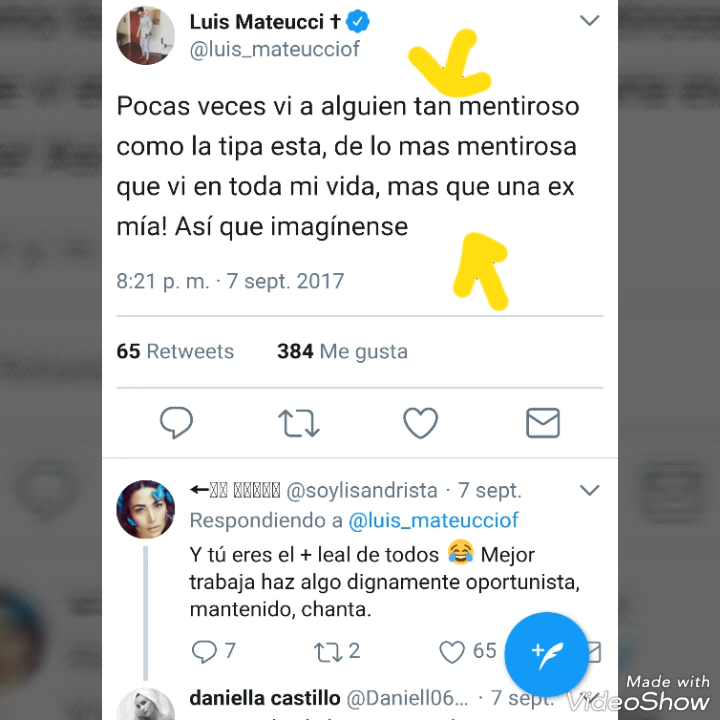 Luis Mateucci ✝
@luis_mateucciof
Pocas veces vi a alguien tan mentiroso
como la tipa esta, de lo mas mentirosa
que vi en toda mi vida, mas que una ex
mía! Así que imagínense
8:21 p. m. · 7 sept. 2017
65 Retweets 384 Me gusta
@soylisandrista · 7 sept.
Respondiendo a @luis_mateucciof
Y tú eres el + leal de todos 😂 Mejor
trabaja haz algo dignamente oportunista,
mantenido, chanta.
7 2 65
daniella castillo @Daniell06... · 7 sept.
Made with
VideoShow